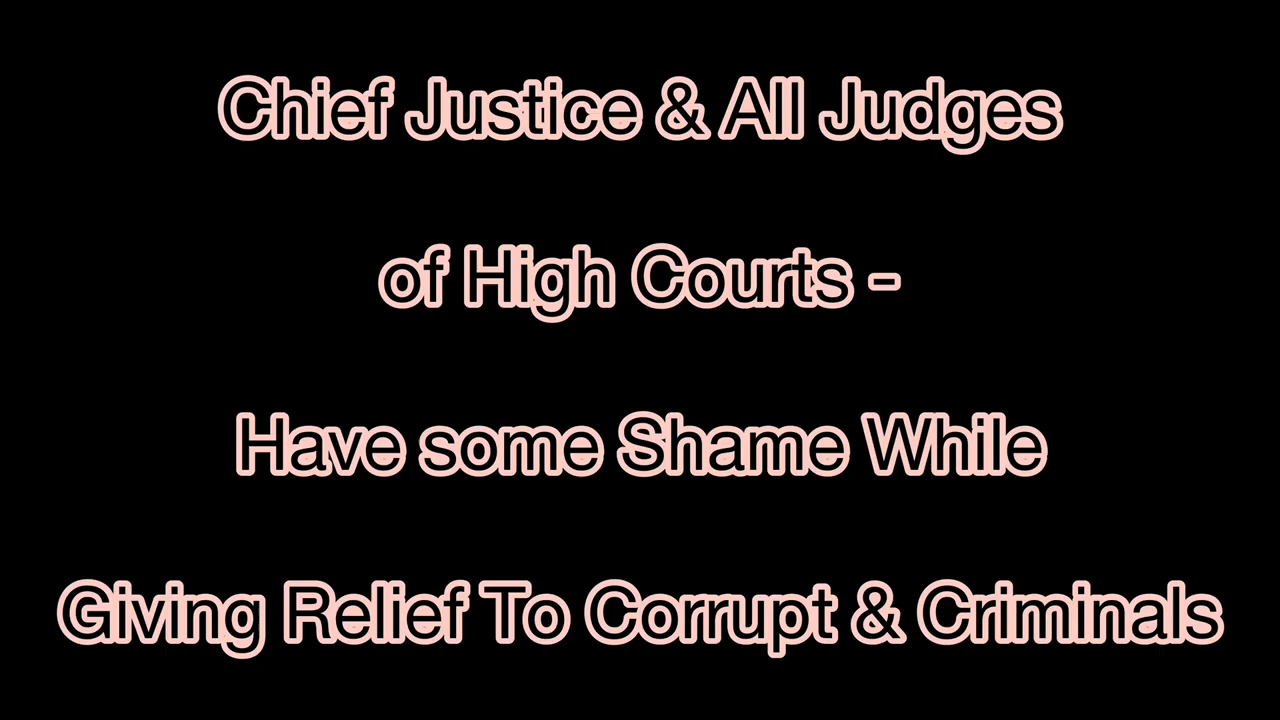 Chief Justice & All Judges
of High Courts -
Have some Shame While
Giving Relief To Corrupt & Criminals